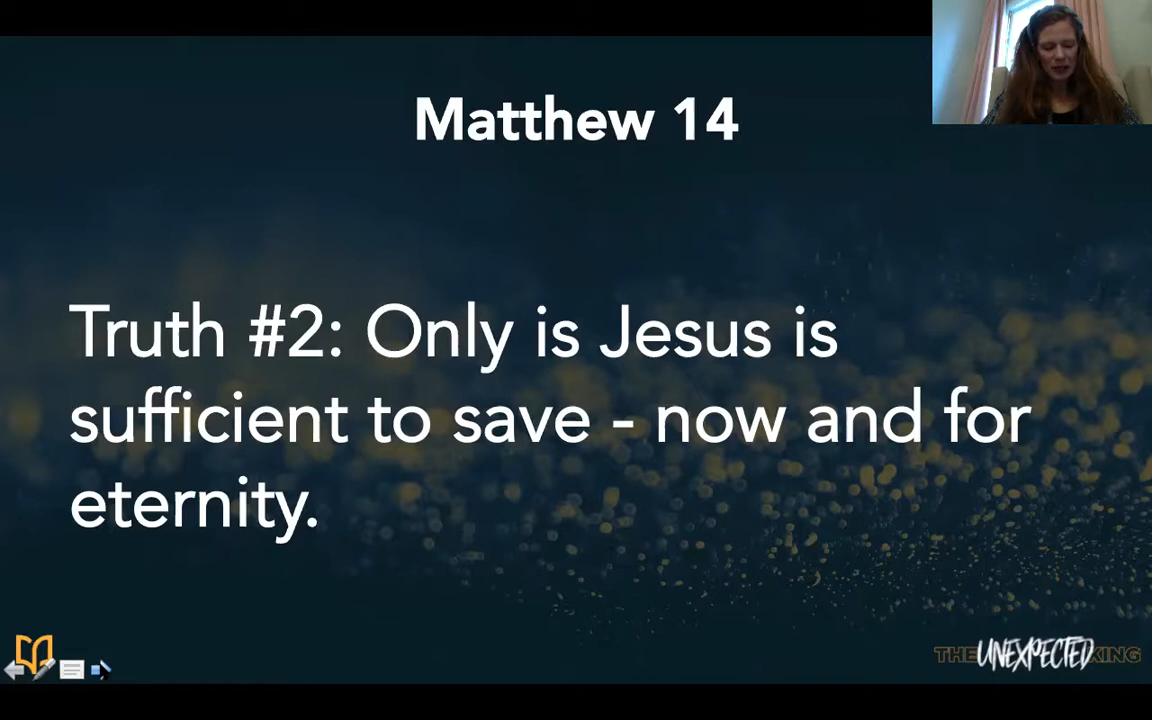 Matthew 14
Truth #2: Only is Jesus is
sufficient to save - now and for
eternity.
THE UNEXPECTED KING